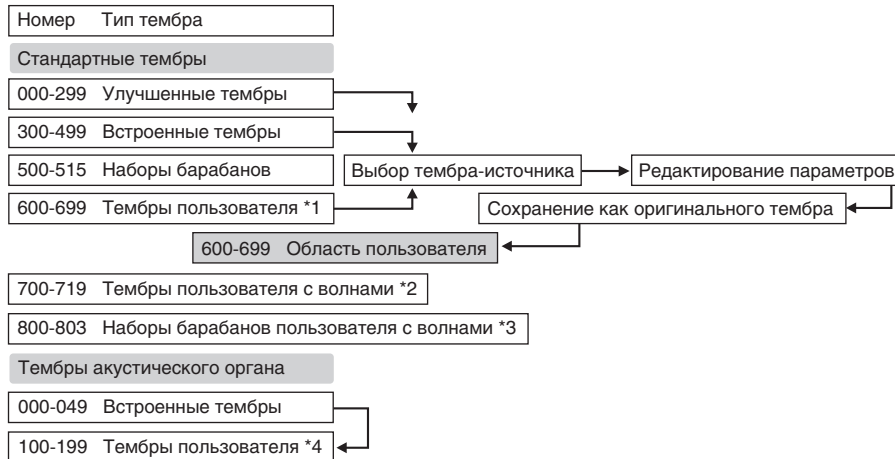 Номер Тип тембра
Стандартные тембры
000-299 Улучшенные тембры
300-499 Встроенные тембры
500-515 Наборы барабанов
Выбор тембра-источника
Редактирование параметров
600-699 Тембры пользователя *1
Сохранение как оригинального тембра
600-699 Область пользователя
700-719 Тембры пользователя с волнами *2
800-803 Наборы барабанов пользователя с волнами *3
Тембры акустического органа
000-049 Встроенные тембры
100-199 Тембры пользователя *4